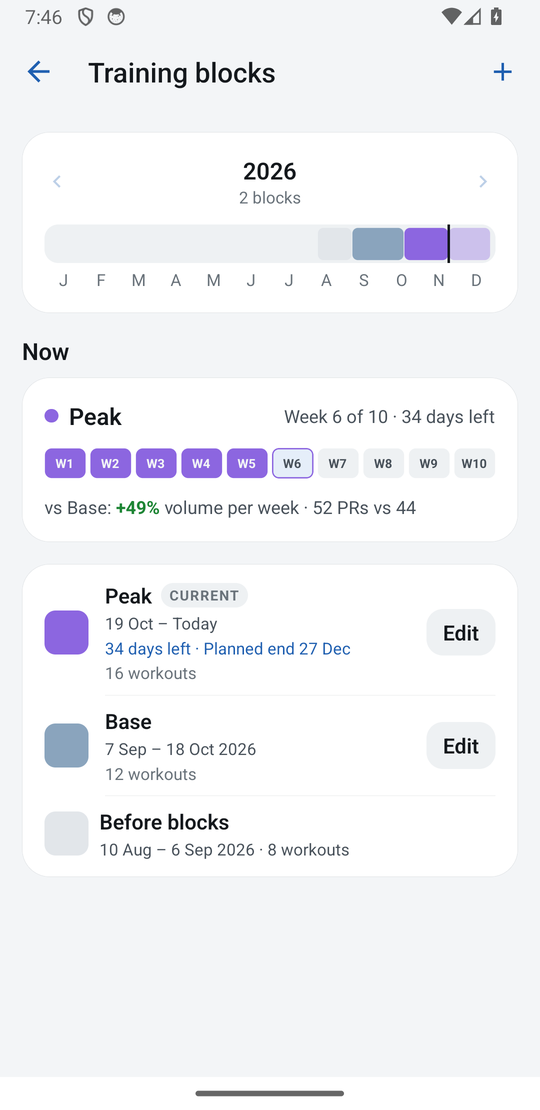 7:46
Training blocks
2026
2 blocks
J F M A M J J A S O N D
Now
Peak
Week 6 of 10 · 34 days left
W1 W2 W3 W4 W5 W6 W7 W8 W9 W10
vs Base: +49% volume per week · 52 PRs vs 44
Peak CURRENT
19 Oct – Today
34 days left · Planned end 27 Dec
16 workouts
Edit
Base
7 Sep – 18 Oct 2026
12 workouts
Edit
Before blocks
10 Aug – 6 Sep 2026 · 8 workouts